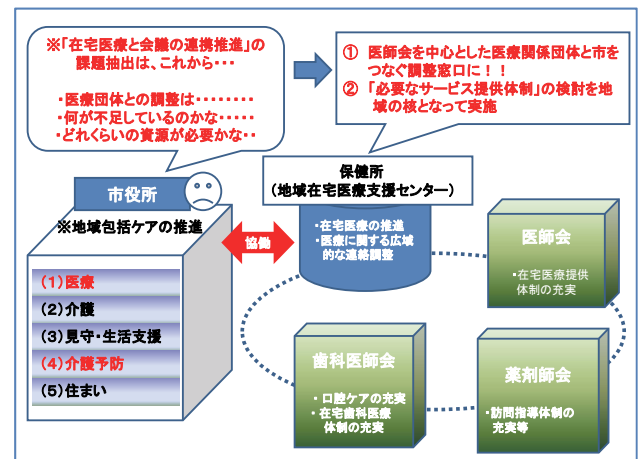 ※「在宅医療と会議の連携推進」の
課題抽出は、これから・・・
・医療団体との調整は・・・・・・・・
・何が不足しているのかな・・・・・
・どれくらいの資源が必要かな・・
① 医師会を中心とした医療関係団体と市を
つなぐ調整窓口に！！
② 「必要なサービス提供体制」の検討を地
域の核となって実施
市役所
※地域包括ケアの推進
(1)医療
(2)介護
(3)見守・生活支援
(4)介護予防
(5)住まい
協働
保健所
（地域在宅医療支援センター）
・在宅医療の推進
・医療に関する広域
的な連絡調整
医師会
・在宅医療提供
体制の充実
歯科医師会
・口腔ケアの充実
・在宅歯科医療
体制の充実
薬剤師会
・訪問指導体制の
充実等